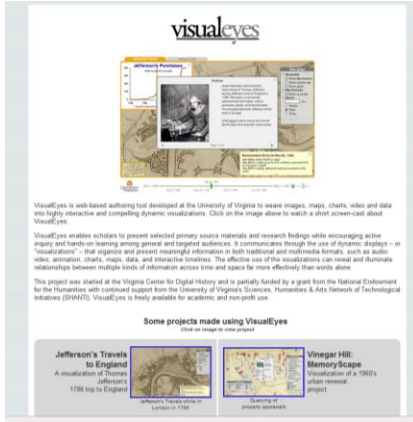 visualeyes
Jefferson's Purchases
VisualEyes is web-based authoring tool developed at the University of Virginia to weave images, maps, charts, video and data
into highly interactive and compelling dynamic visualizations. Click on the image above to watch a short screen-cast about
VisualEyes.
VisualEyes enables scholars to present selected primary source materials and research findings while encouraging active
inquiry and hands-on learning among general and targeted audiences. It communicates through the use of dynamic displays – or
"visualizations" – that organize and present meaningful information in both traditional and multimedia formats, such as audio-
video, animation, charts, maps, data, and interactive timelines. The effective use of the visualizations can reveal and illuminate
relationships between multiple kinds of information across time and space far more effectively than words alone.
This project was started at the Virginia Center for Digital History and is partially funded by a grant from the National Endowment
for the Humanities with continued support from the University of Virginia's Sciences, Humanities & Arts Network of Technological
Initiatives (SHANTI). VisualEyes is freely available for academic and non-profit use.
Some projects made using VisualEyes
Click on image to view project
Jefferson's Travels
to England
A visualization of Thomas
Jefferson's
1786 trip to England
Jefferson's Travels while in
London in 1786
Vinegar Hill:
MemoryScape
Visualization of a 1960's
urban renewal
project
Querying of
property appraisals